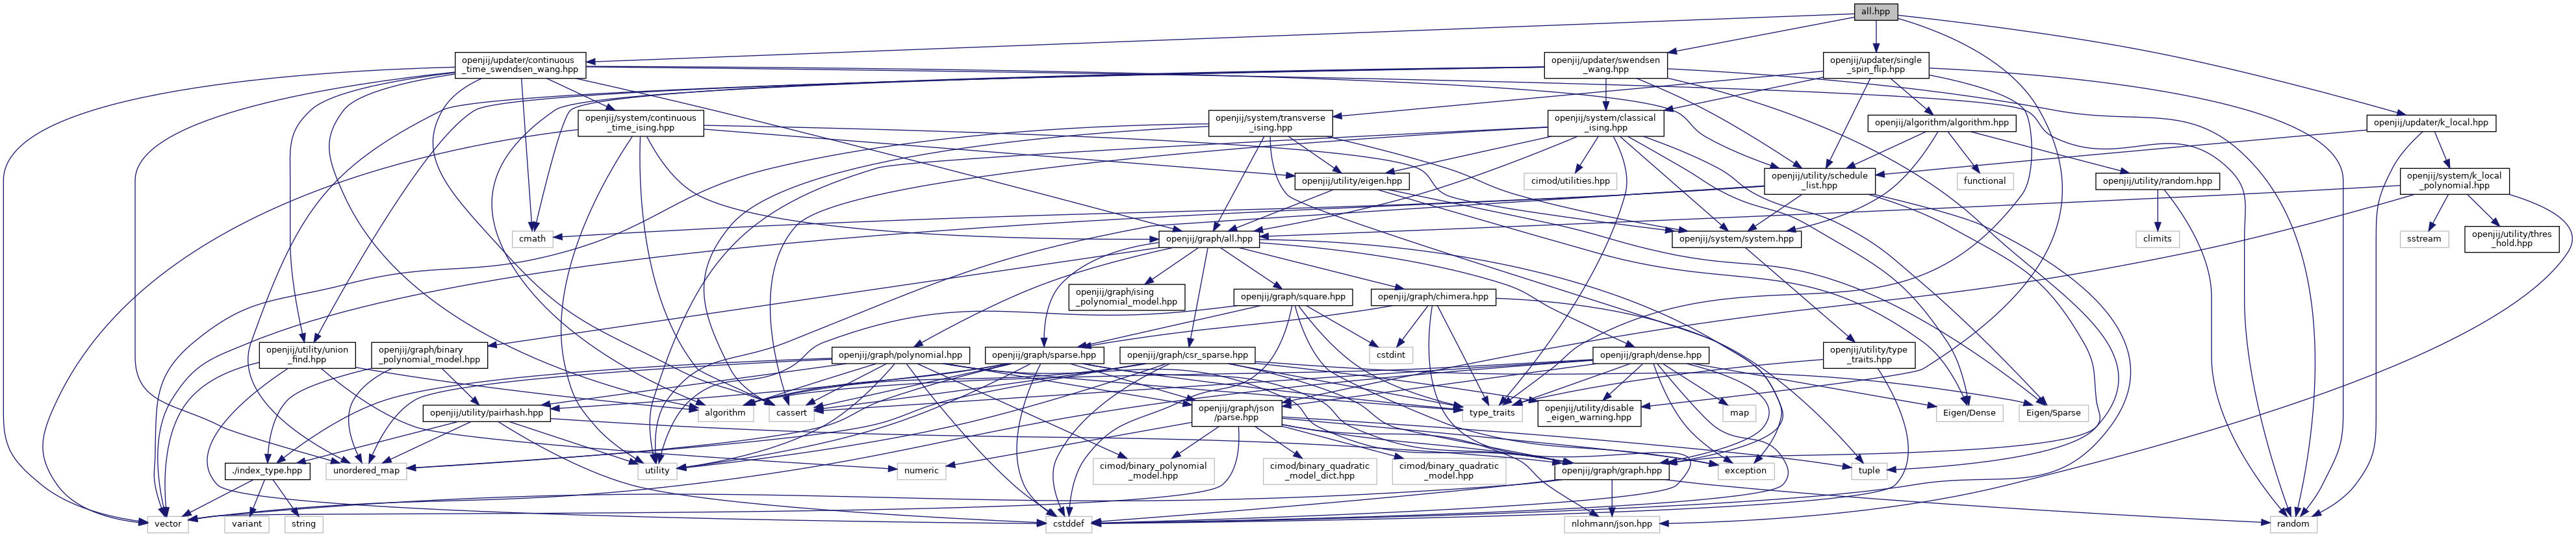 all.hpp
openjij/updater/continuous
_time_swendsen_wang.hpp
openjij/updater/swendsen
_wang.hpp
openjij/updater/single
_spin_flip.hpp
openjij/system/continuous
_time_ising.hpp
openjij/system/transverse
_ising.hpp
openjij/system/classical
_ising.hpp
openjij/algorithm/algorithm.hpp
openjij/updater/k_local.hpp
openjij/utility/eigen.hpp
cimod/utilities.hpp
openjij/utility/schedule
_list.hpp
functional
openjij/utility/random.hpp
openjij/system/k_local
_polynomial.hpp
cmath
openjij/graph/all.hpp
openjij/system/system.hpp
climits
sstream
openjij/utility/thres
_hold.hpp
openjij/graph/ising
_polynomial_model.hpp
openjij/graph/square.hpp
openjij/graph/chimera.hpp
openjij/utility/union
_find.hpp
openjij/graph/binary
_polynomial_model.hpp
openjij/graph/polynomial.hpp
openjij/graph/sparse.hpp
openjij/graph/csr_sparse.hpp
cstdint
openjij/graph/dense.hpp
openjij/utility/type
_traits.hpp
openjij/utility/pairhash.hpp
algorithm
cassert
openjij/graph/json
/parse.hpp
type_traits
openjij/utility/disable
_eigen_warning.hpp
map
Eigen/Dense
Eigen/Sparse
./index_type.hpp
unordered_map
utility
numeric
cimod/binary_polynomial
_model.hpp
cimod/binary_quadratic
_model_dict.hpp
cimod/binary_quadratic
_model.hpp
openjij/graph/graph.hpp
exception
tuple
vector
variant
string
cstddef
nlohmann/json.hpp
random